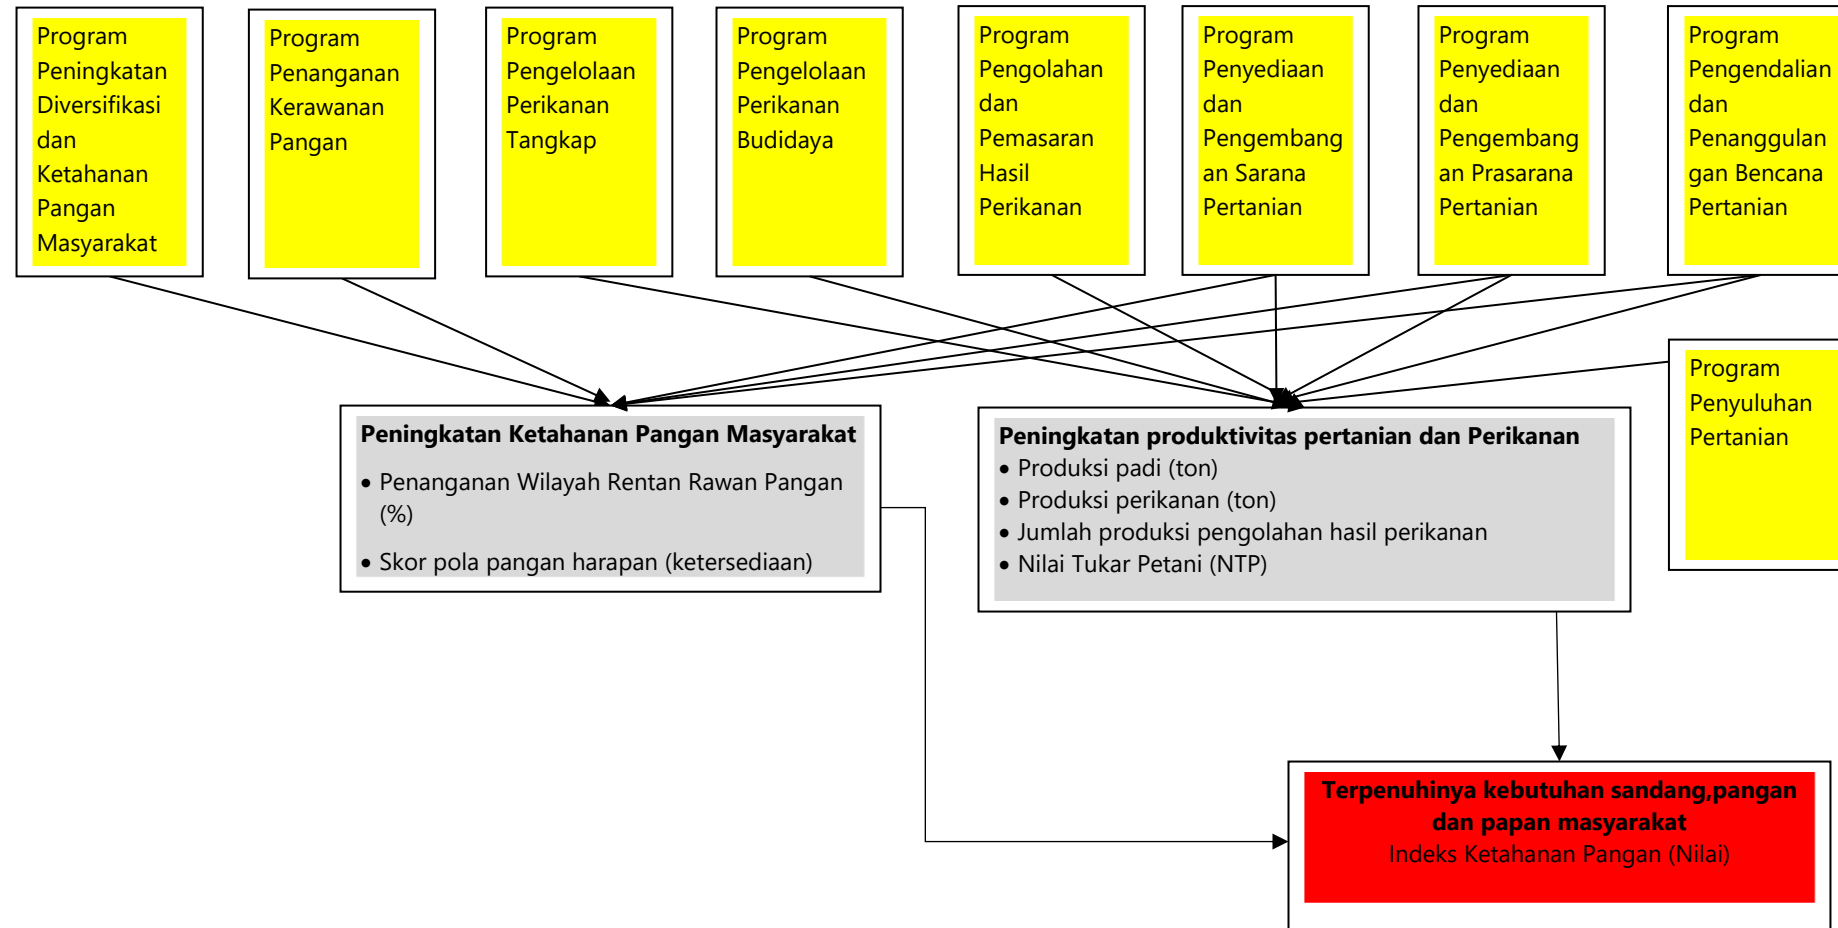 Program
Peningkatan
Diversifikasi
dan
Ketahanan
Pangan
Masyarakat
Program
Penanganan
Kerawanan
Pangan
Program
Pengelolaan
Perikanan
Tangkap
Program
Pengelolaan
Perikanan
Budidaya
Program
Pengolahan
dan
Pemasaran
Hasil
Perikanan
Program
Penyediaan
dan
Pengembang
an Sarana
Pertanian
Program
Penyediaan
dan
Pengembang
an Prasarana
Pertanian
Program
Pengendalian
dan
Penanggulan
gan Bencana
Pertanian
Program
Penyuluhan
Pertanian
Peningkatan Ketahanan Pangan Masyarakat
• Penanganan Wilayah Rentan Rawan Pangan
(%)
• Skor pola pangan harapan (ketersediaan)
Peningkatan produktivitas pertanian dan Perikanan
• Produksi padi (ton)
• Produksi perikanan (ton)
• Jumlah produksi pengolahan hasil perikanan
• Nilai Tukar Petani (NTP)
Terpenuhinya kebutuhan sandang,pangan
dan papan masyarakat
Indeks Ketahanan Pangan (Nilai)